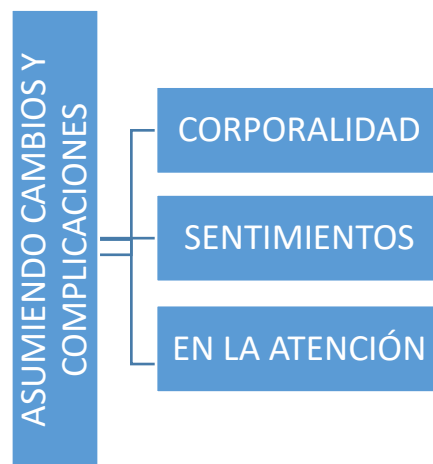 ASUMIENDO CAMBIOS Y
COMPLICACIONES
CORPORALIDAD
SENTIMIENTOS
EN LA ATENCIÓN